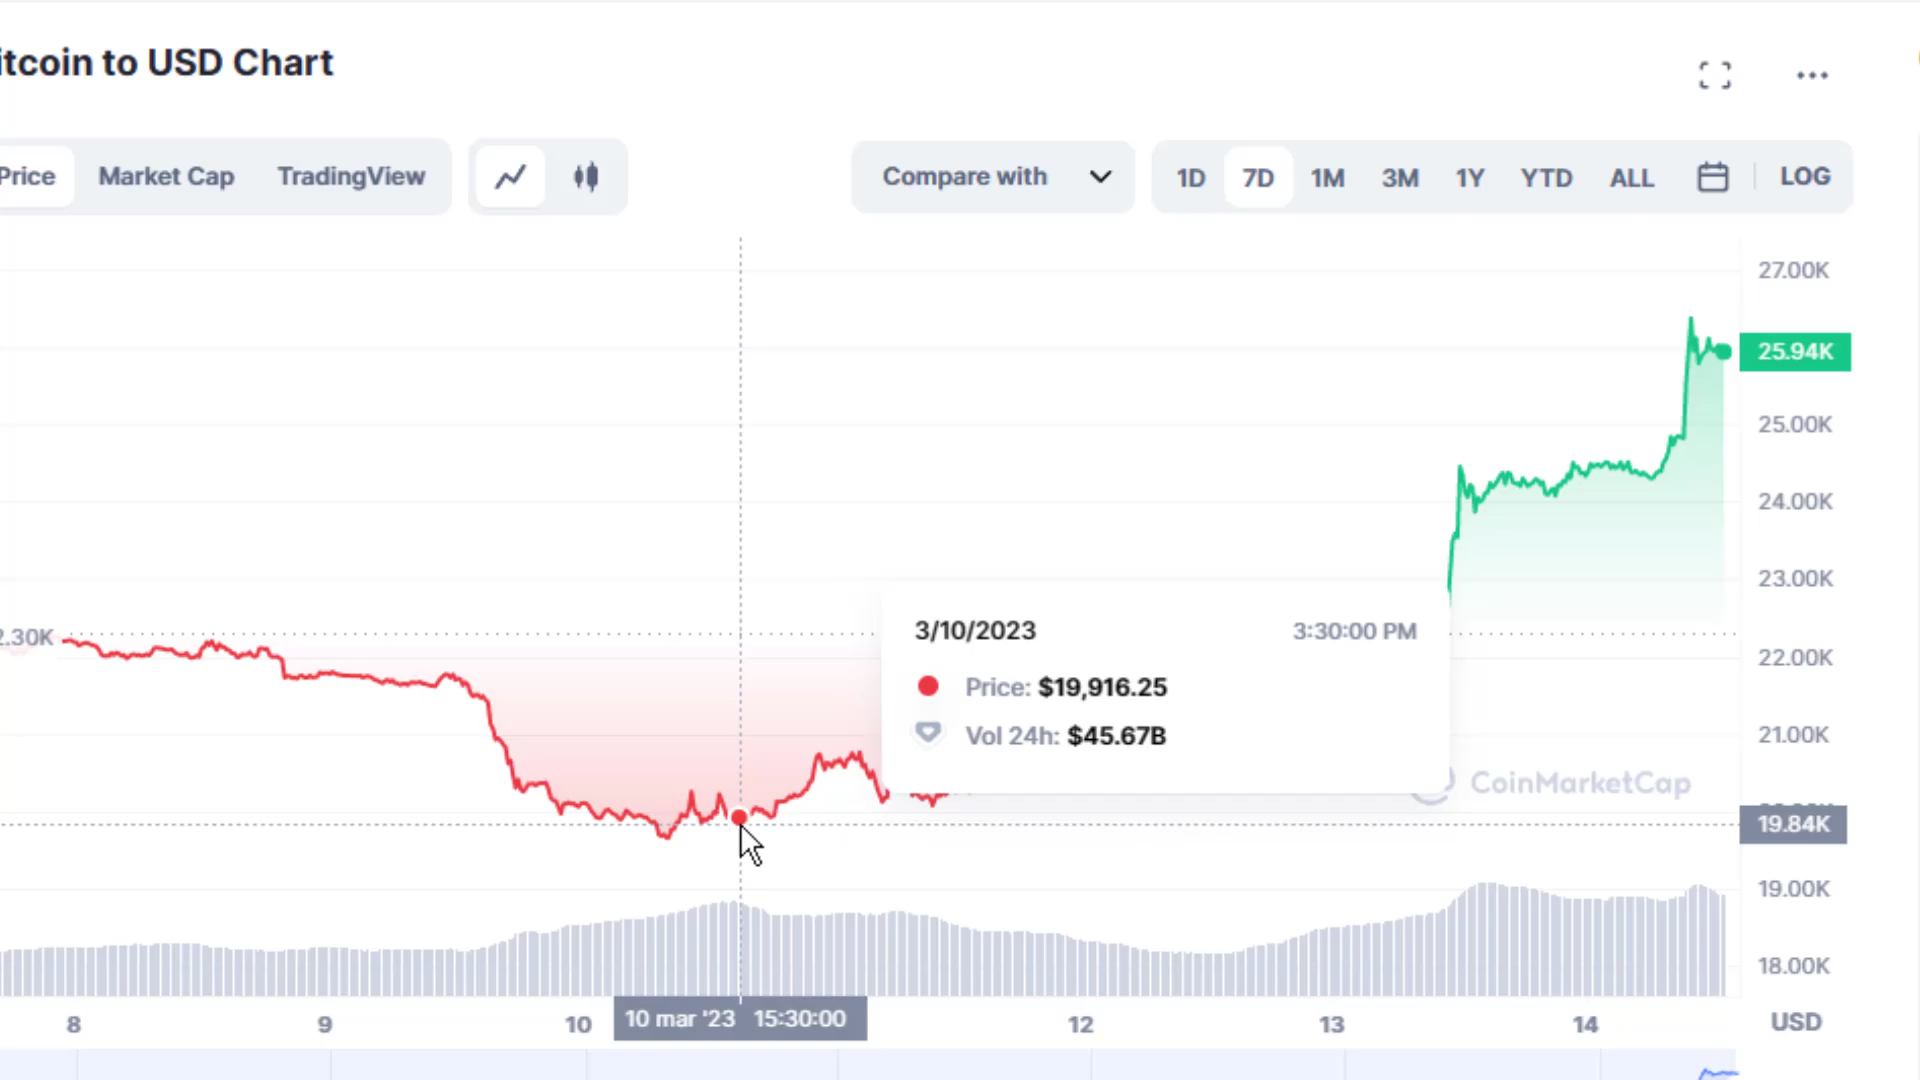 itcoin to USD Chart
Price Market Cap TradingView Compare with 1D 7D 1M 3M 1Y YTD ALL LOG
27.00K
25.94K
25.00K
24.00K
23.00K
3/10/2023 3:30:00 PM
2.30K
22.00K
Price: $19,916.25
Vol 24h: $45.67B
21.00K
CoinMarketCap
19.84K
19.00K
18.00K
8 9 10 10 mar '23 15:30:00 12 13 14 USD